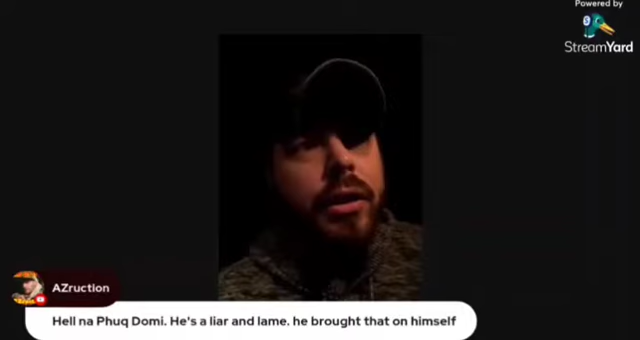 Powered by
StreamYard
AZruction
Hell na Phuq Domi. He's a liar and lame. he brought that on himself